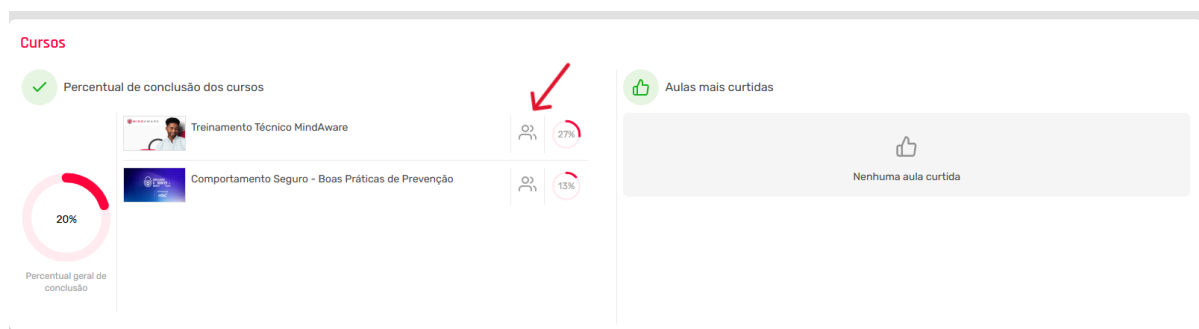 Cursos
Percentual de conclusão dos cursos
Treinamento Técnico MindAware
27%
Comportamento Seguro - Boas Práticas de Prevenção
13%
20%
Percentual geral de
conclusão
Aulas mais curtidas
Nenhuma aula curtida